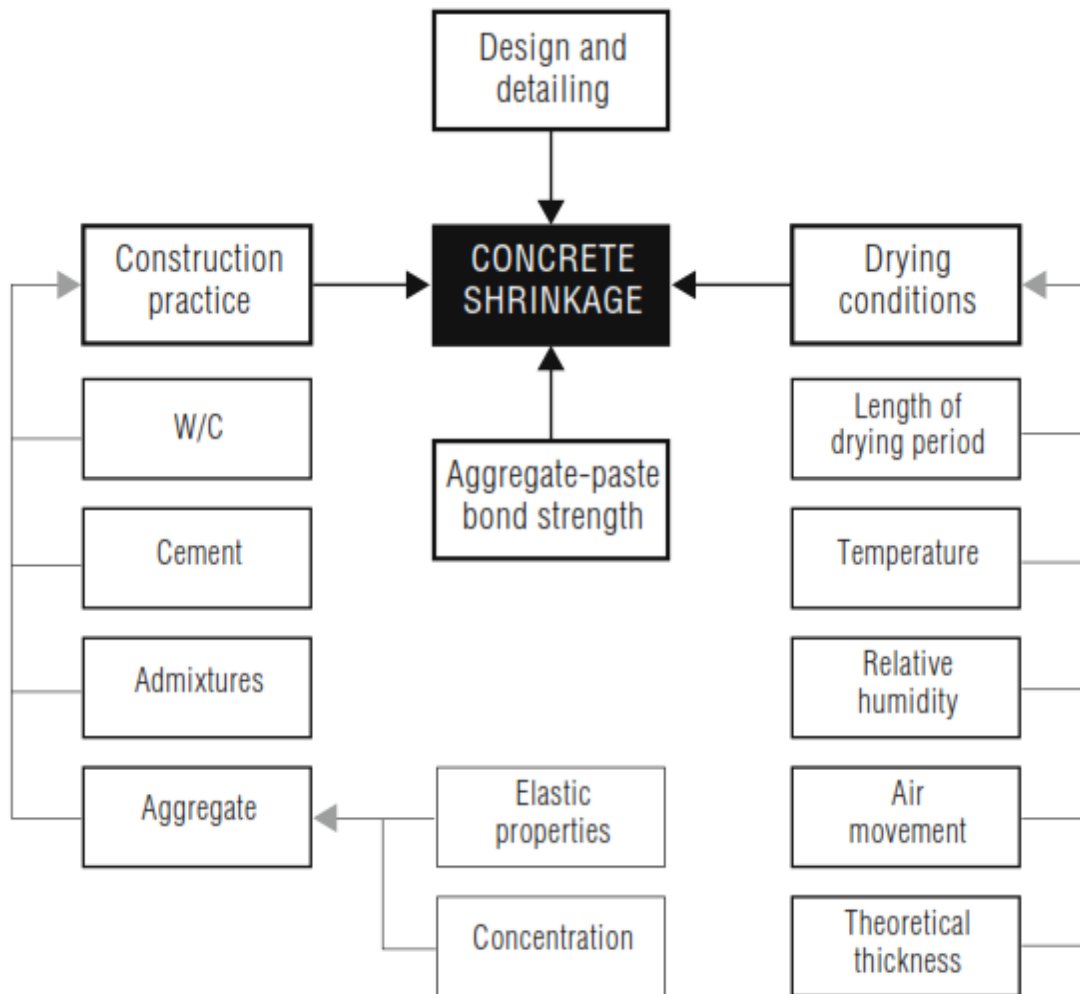 Design and
detailing
Construction
practice
CONCRETE
SHRINKAGE
Drying
conditions
W/C
Aggregate-paste
bond strength
Length of
drying period
Cement
Temperature
Admixtures
Relative
humidity
Aggregate
Elastic
properties
Air
movement
Concentration
Theoretical
thickness